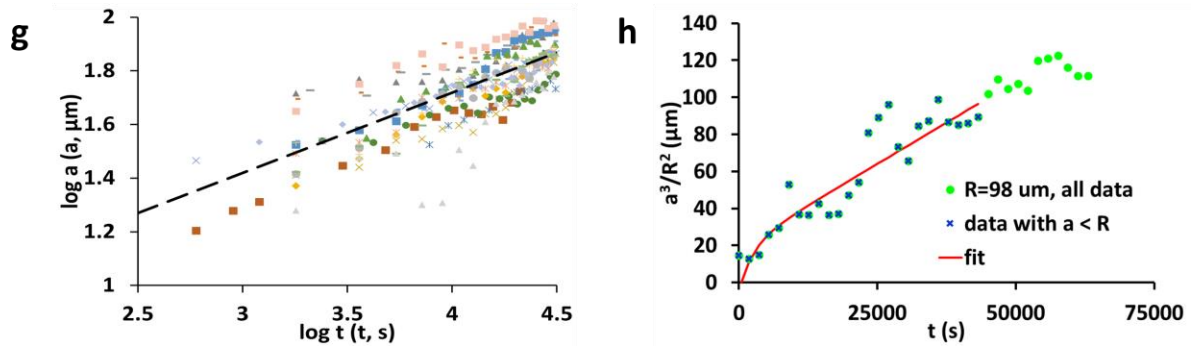 g
2
1.8
1.6
1.4
1.2
1
2.5 3 3.5 4 4.5
log a (a, μm)
log t (t, s)
h
140
120
100
80
60
40
20
0
0 25000 50000 75000
a³/R² (μm)
t (s)
R=98 um, all data
data with a < R
fit